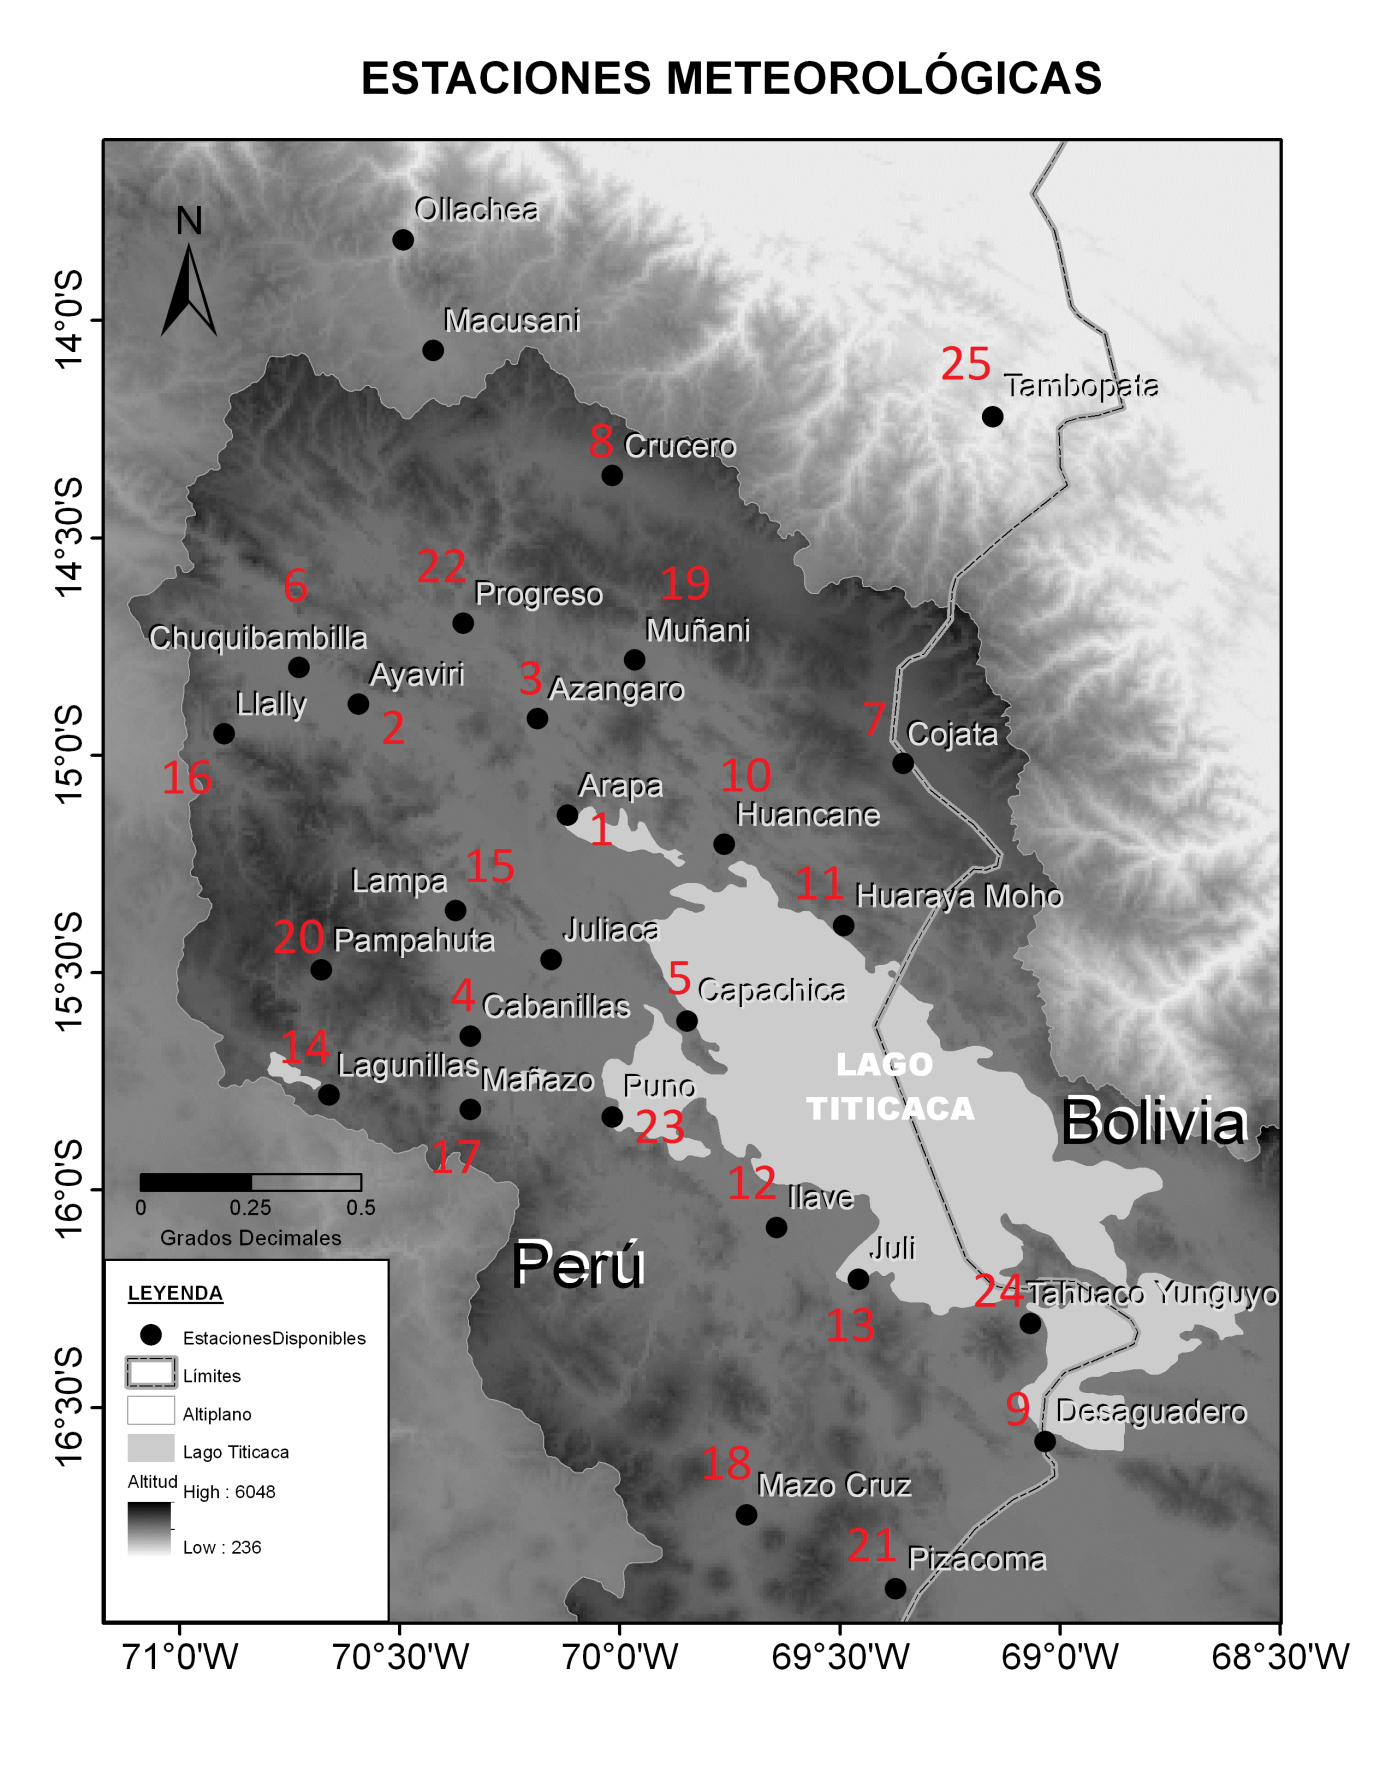 ESTACIONES METEOROLÓGICAS
N
Ollachea
Macusani
14°0'S
25
Tambopata
8 Crucero
14°30'S
22
Progreso
19
Muñani
6
Chuquibambilla
Ayaviri
2
3 Azangaro
Llally
16
7
Cojata
15°0'S
Arapa
1
10
Huancane
15
Lampa
11 Huaraya Moho
20 Pampahuta
Juliaca
15°30'S
5 Capachica
4 Cabanillas
14
Lagunillas
Mañazo
17
Puno
23
LAGO
TITICACA
Bolivia
16°0'S
12 Ilave
Perú
Juli
13
24 Tahuaco Yunguyo
9 Desaguadero
16°30'S
18
Mazo Cruz
21
Pizacoma
0 0.25 0.5
Grados Decimales
LEYENDA
EstacionesDisponibles
Límites
Altiplano
Lago Titicaca
Altitud
High : 6048
Low : 236
71°0'W 70°30'W 70°0'W 69°30'W 69°0'W 68°30'W